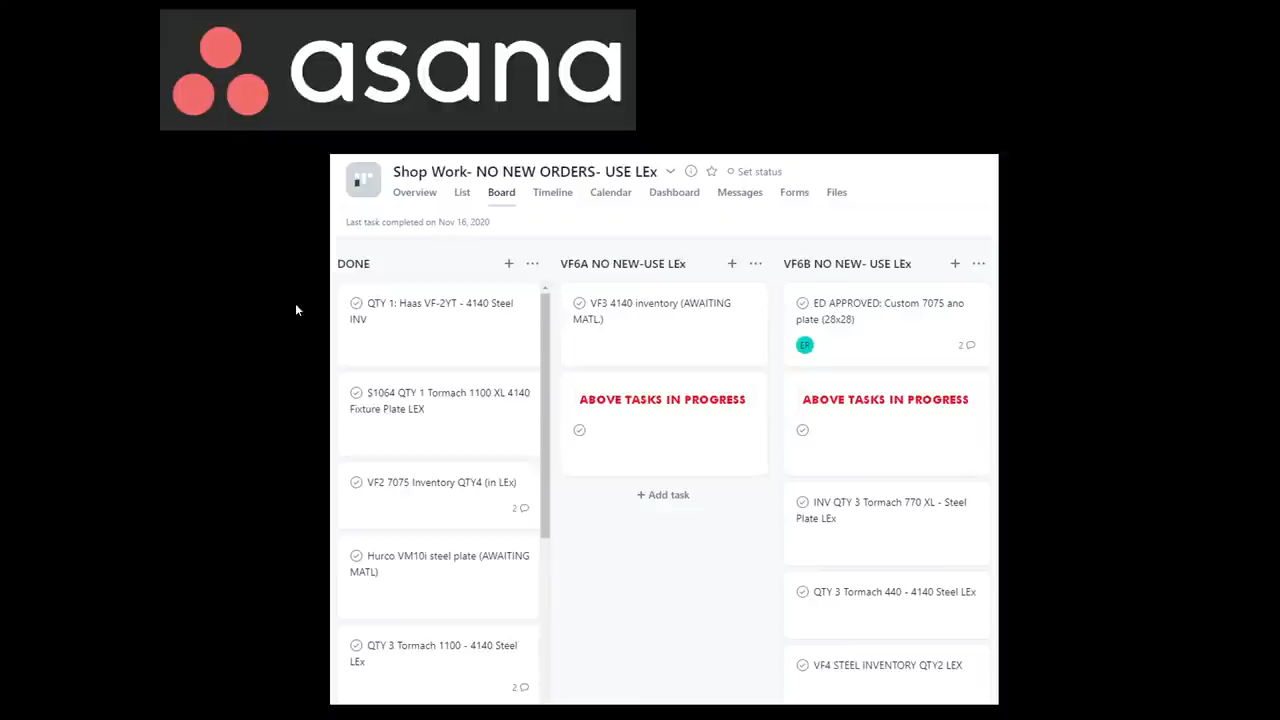 asana
Shop Work- NO NEW ORDERS- USE LEx
Set status
Overview List Board Timeline Calendar Dashboard Messages Forms Files
Last task completed on Nov 16, 2020
DONE
QTY 1: Haas VF-2YT - 4140 Steel
INV
S1064 QTY 1 Tormach 1100 XL 4140
Fixture Plate LEX
VF2 7075 Inventory QTY4 (in LEx)
2
Hurco VM10i steel plate (AWAITING
MATL)
QTY 3 Tormach 1100 - 4140 Steel
LEx
2
VF6A NO NEW-USE LEx
VF3 4140 inventory (AWAITING
MATL.)
ABOVE TASKS IN PROGRESS
+ Add task
VF6B NO NEW- USE LEx
ED APPROVED: Custom 7075 ano
plate (28x28)
ER
2
ABOVE TASKS IN PROGRESS
INV QTY 3 Tormach 770 XL - Steel
Plate LEx
QTY 3 Tormach 440 - 4140 Steel LEx
VF4 STEEL INVENTORY QTY2 LEX